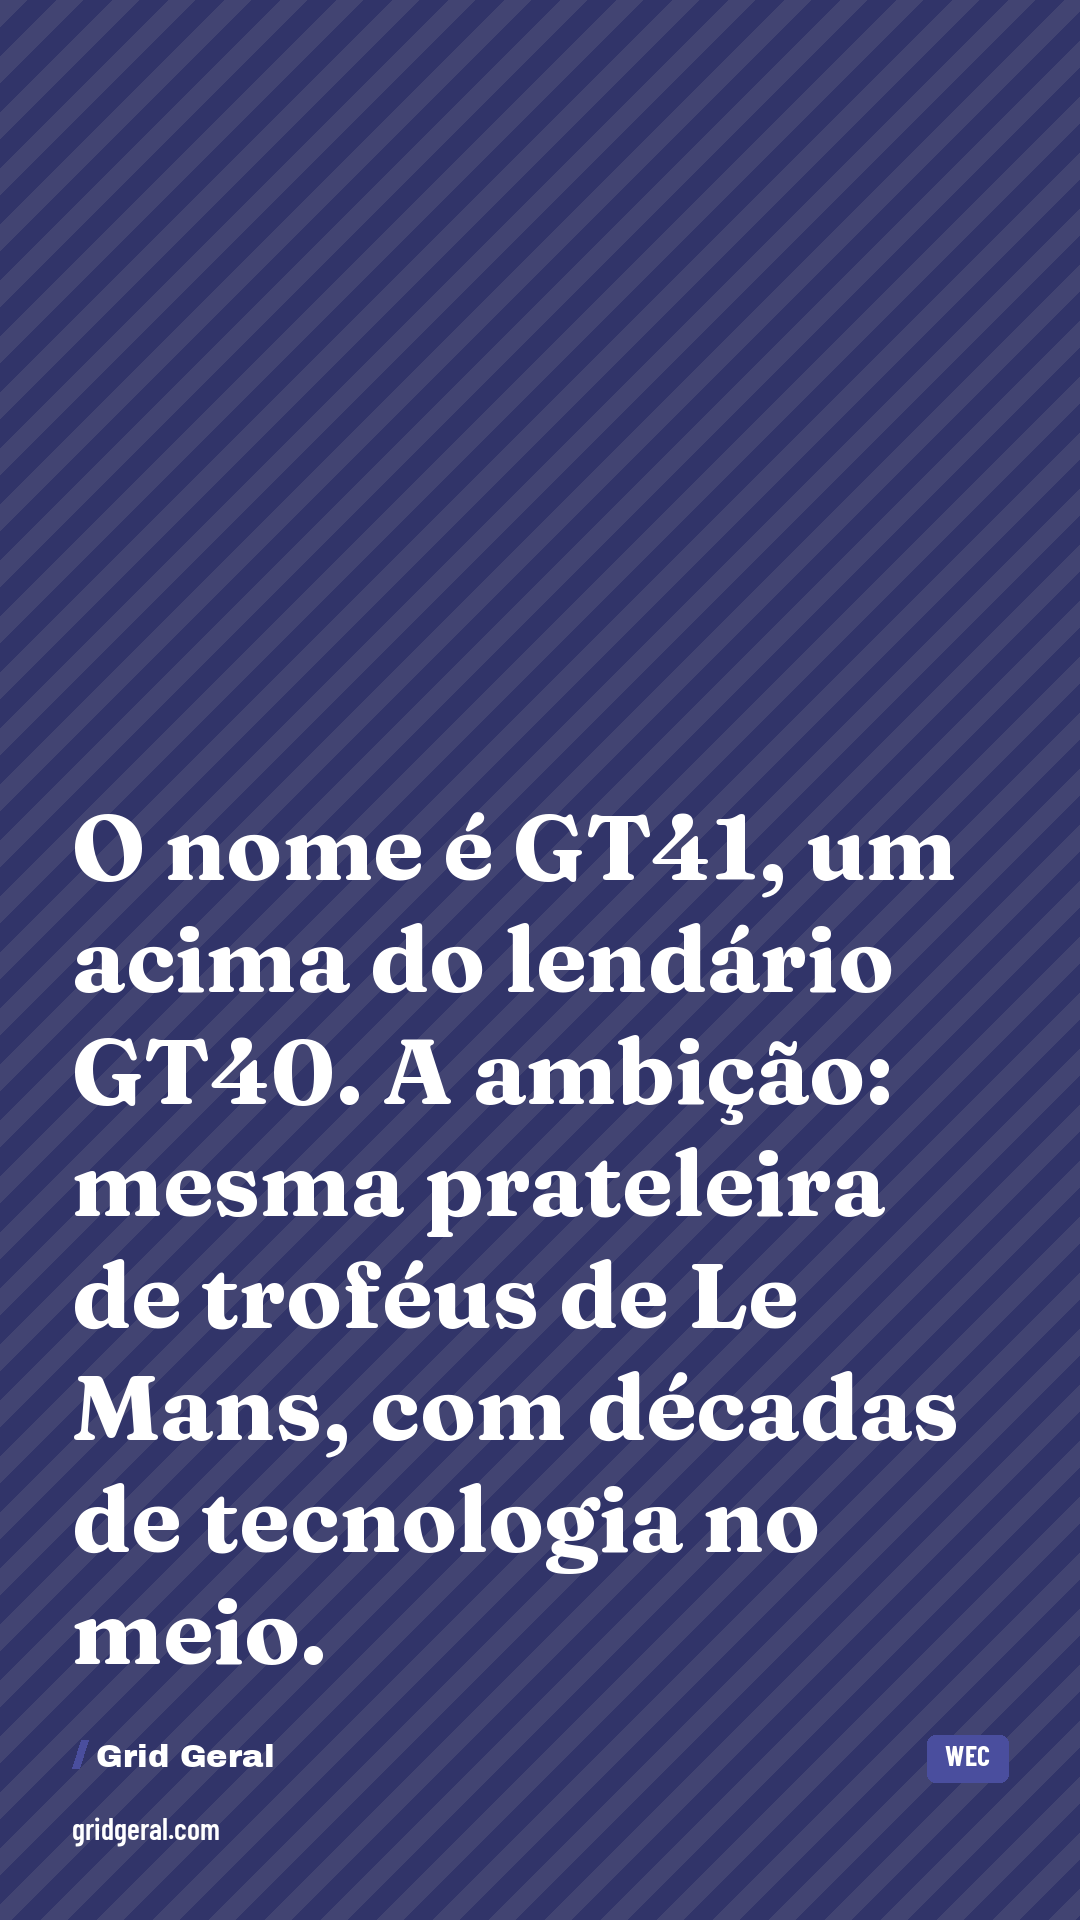 O nome é GT41, um
acima do lendário
GT40. A ambição:
mesma prateleira
de troféus de Le
Mans, com décadas
de tecnologia no
meio.
/ Grid Geral
WEC
gridgeral.com